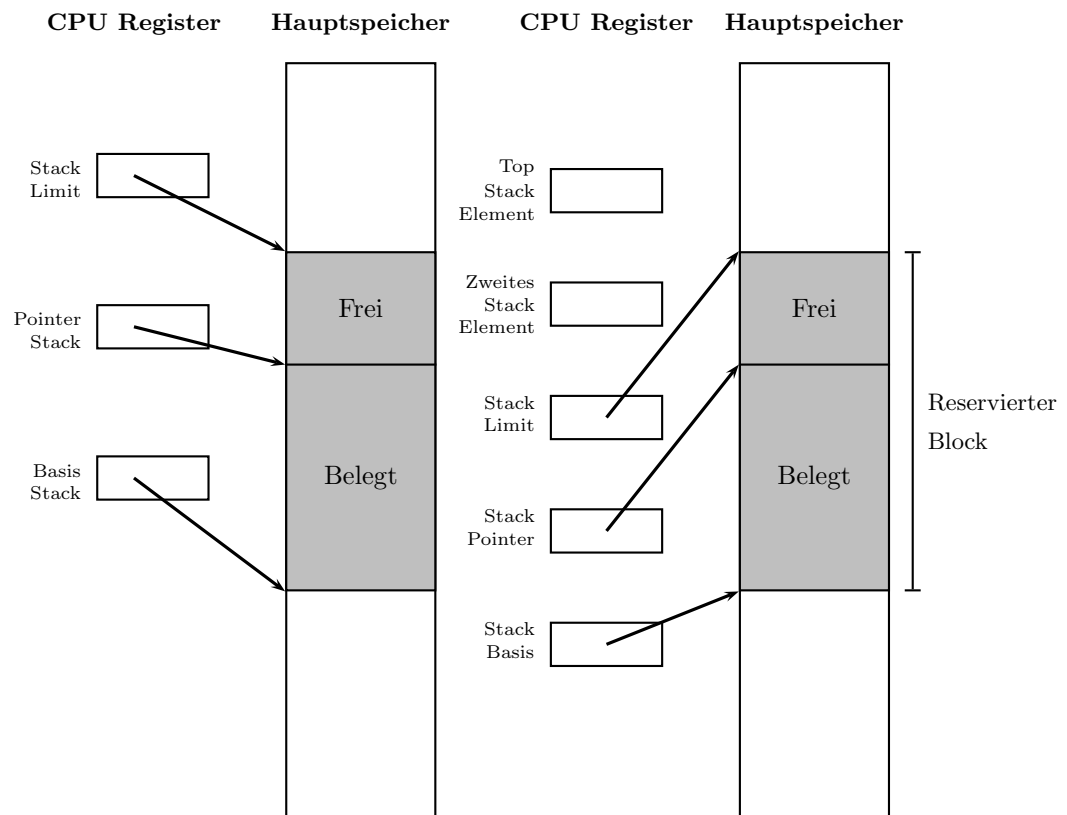 CPU Register
Hauptspeicher
CPU Register
Hauptspeicher
Stack
Limit
Pointer
Stack
Basis
Stack
Frei
Belegt
Top
Stack
Element
Zweites
Stack
Element
Stack
Limit
Stack
Pointer
Stack
Basis
Frei
Belegt
Reservierter
Block